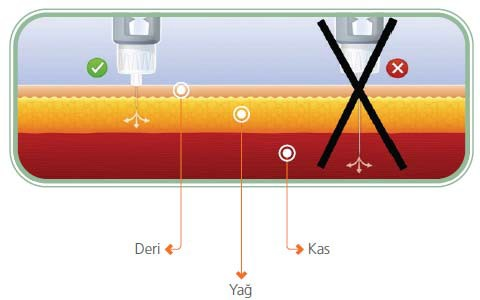 Deri
Kas
Yağ